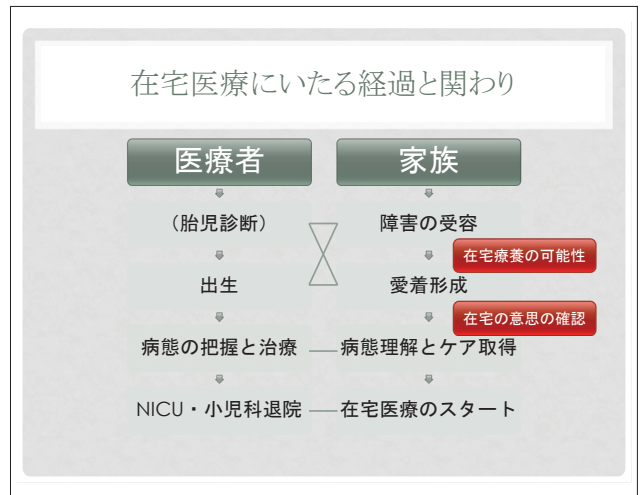 在宅医療にいたる経過と関わり
医療者
家族
（胎児診断）
障害の受容
在宅療養の可能性
出生
愛着形成
在宅の意思の確認
病態の把握と治療
病態理解とケア取得
NICU・小児科退院
在宅医療のスタート